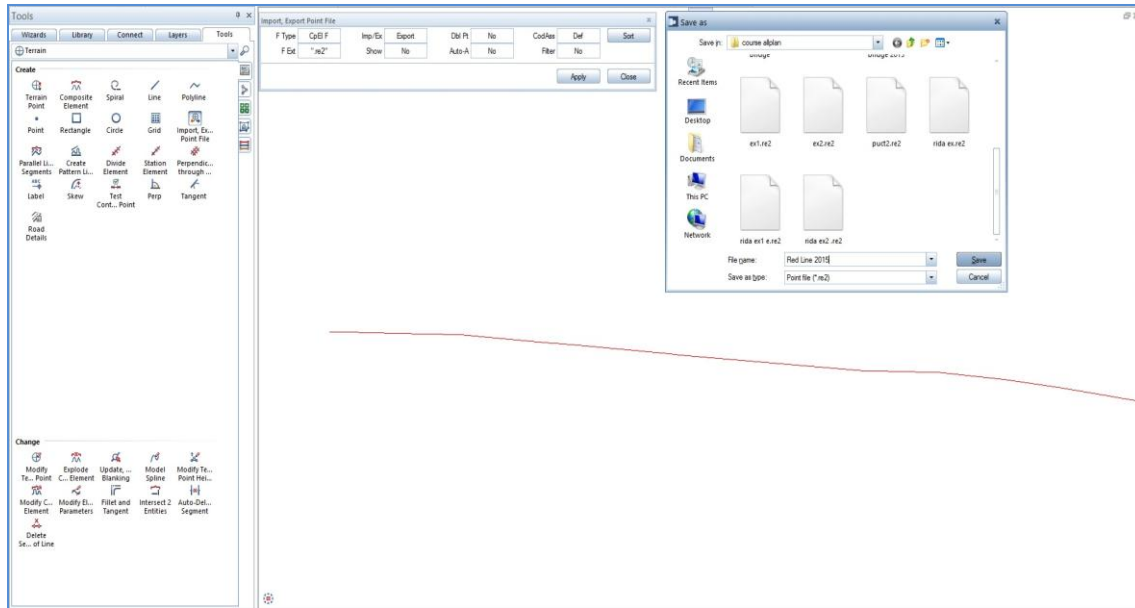 Tools
Wizards Library Connect Layers Tools
Terrain
Create
Terrain Point
Composite Element
Spiral
Line
Polyline
Point
Rectangle
Circle
Grid
Import, Ex... Point File
Parallel Li... Segments
Create Pattern Li...
Divide Element
Station Element
Perpendic... through ...
Label
Skew
Test Cont... Point
Perp
Tangent
Road Details
Change
Modify Te... Point
Explode C... Element
Update, ... Blanking
Model Spline
Modify Te... Point Hei...
Modify C... Element
Modify El... Parameters
Fillet and Tangent
Intersect 2 Entities
Auto-Del... Segment
Delete Se... of Line
Import, Export Point File
F Type CpEl F Imp/Ex Export Dbl Pt No CodAss Def Sort
F Ext ".re2" Show No Auto-A No Filter No
Apply Close
Save as
Save in: course allplan
Recent Items
Desktop
Documents
This PC
Network
Bridge Bridge 2015
ex1.re2 ex2.re2 puct2.re2 rida ex.re2
rida ex1 e.re2 rida ex2 .re2
File name: Red Line 2015 Save
Save as type: Point file (*.re2) Cancel